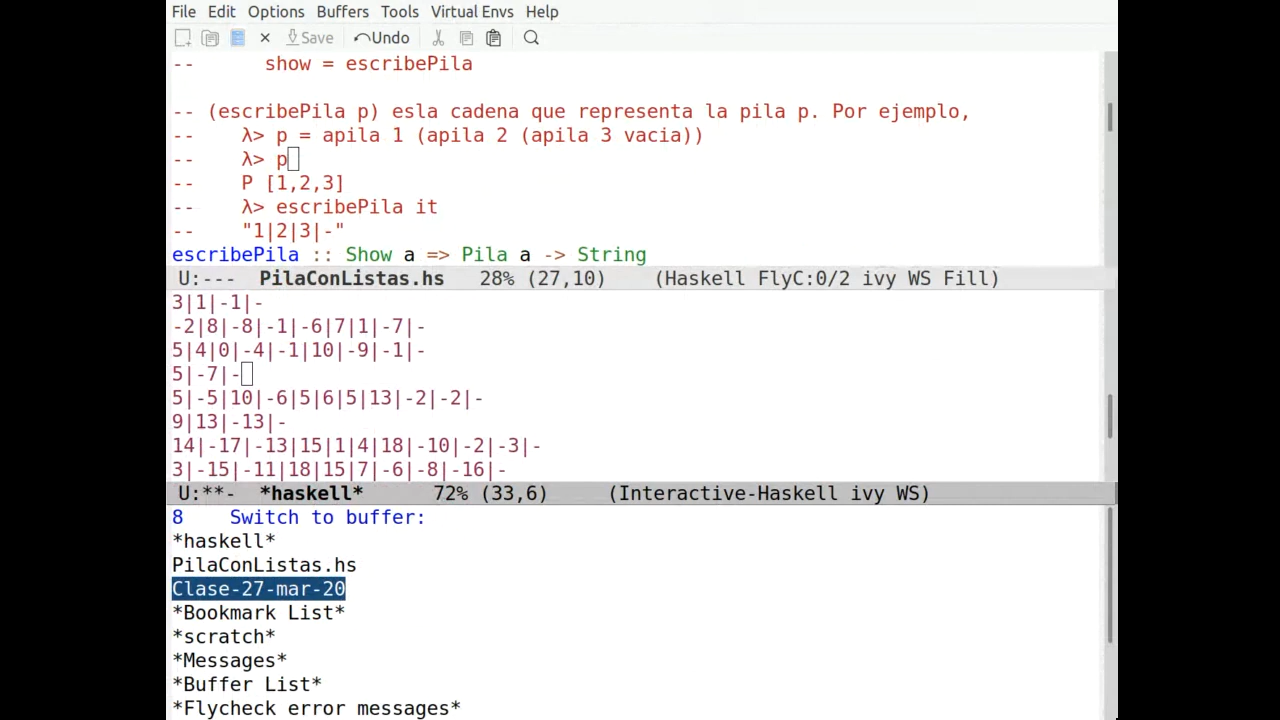 File Edit Options Buffers Tools Virtual Envs Help
Save Undo
-- show = escribePila
-- (escribePila p) esla cadena que representa la pila p. Por ejemplo,
-- λ> p = apila 1 (apila 2 (apila 3 vacia))
-- λ> p
-- P [1,2,3]
-- λ> escribePila it
-- "1|2|3|-"
escribePila :: Show a => Pila a -> String
U:--- PilaConListas.hs 28% (27,10) (Haskell FlyC:0/2 ivy WS Fill)
3|1|-1|-
-2|8|-8|-1|-6|7|1|-7|-
5|4|0|-4|-1|10|-9|-1|-
5|-7|-
5|-5|10|-6|5|6|5|13|-2|-2|-
9|13|-13|-
14|-17|-13|15|1|4|18|-10|-2|-3|-
3|-15|-11|18|15|7|-6|-8|-16|-
U:**- *haskell* 72% (33,6) (Interactive-Haskell ivy WS)
8 Switch to buffer:
*haskell*
PilaConListas.hs
Clase-27-mar-20
*Bookmark List*
*scratch*
*Messages*
*Buffer List*
*Flycheck error messages*